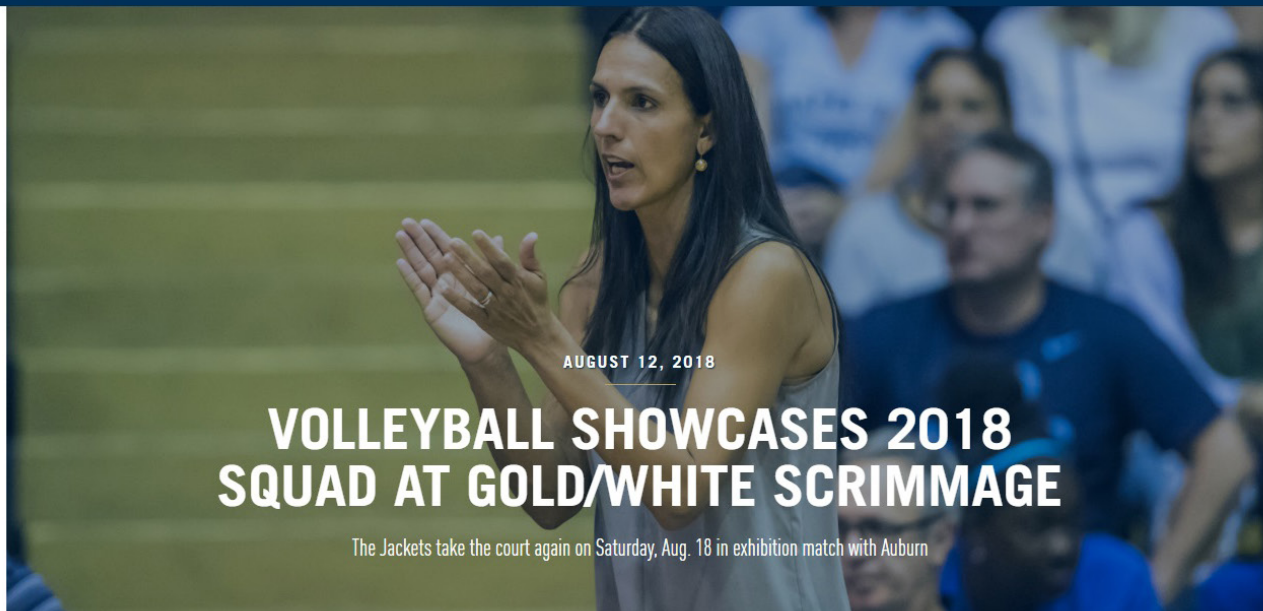 AUGUST 12, 2018
VOLLEYBALL SHOWCASES 2018
SQUAD AT GOLD/WHITE SCRIMMAGE
The Jackets take the court again on Saturday, Aug. 18 in exhibition match with Auburn